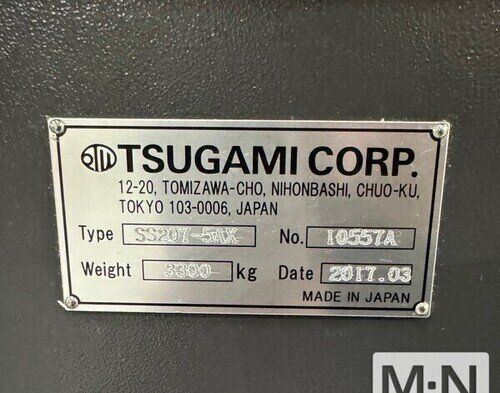 TSUGAMI CORP.
12-20, TOMIZAWA-CHO, NIHONBASHI, CHUO-KU,
TOKYO 103-0006, JAPAN
Type SS207-5AX No. 10557A
Weight 3300 kg Date 2017.03
MADE IN JAPAN
M·N